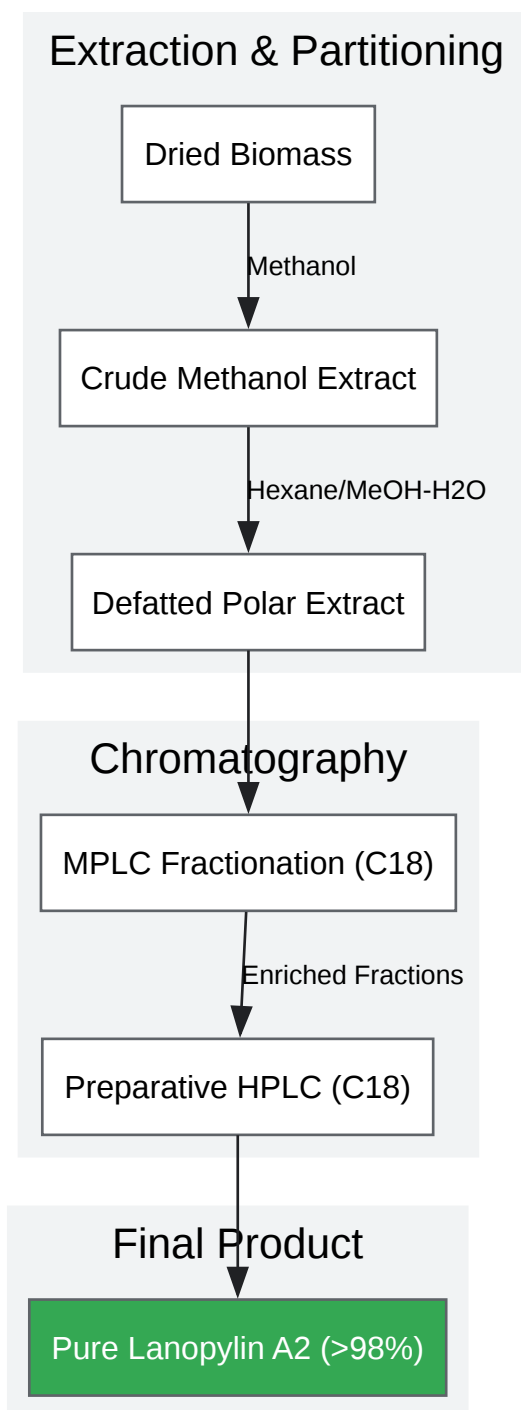 Extraction & Partitioning
Dried Biomass
Methanol
Crude Methanol Extract
Hexane/MeOH-H2O
Defatted Polar Extract
Chromatography
MPLC Fractionation (C18)
Enriched Fractions
Preparative HPLC (C18)
Final Product
Pure Lanopylin A2 (>98%)